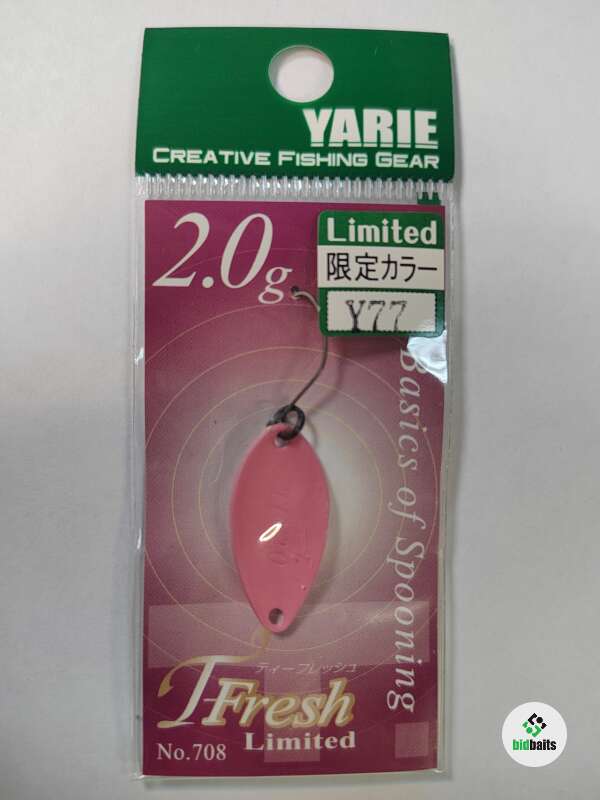 YARIE
CREATIVE FISHING GEAR
2.0g
Limited
限定カラー
Y77
Basics of Spooning
ティーフレッシュ
T-Fresh
Limited
No.708
bidbaits